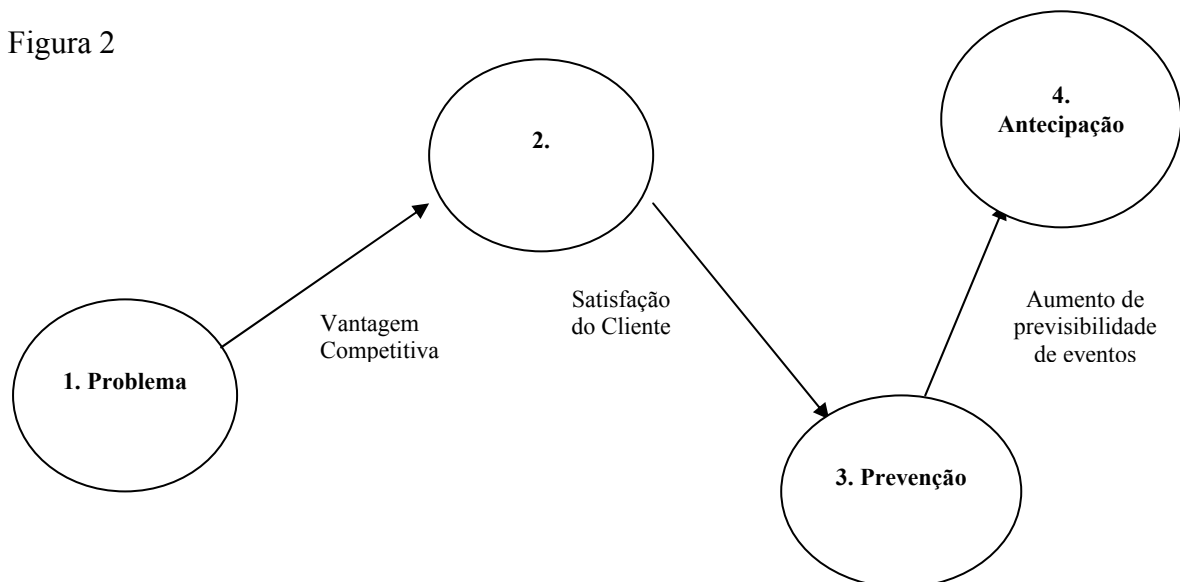 Figura 2
1. Problema
Vantagem
Competitiva
2.
Satisfação
do Cliente
3. Prevenção
Aumento de
previsibilidade
de eventos
4.
Antecipação